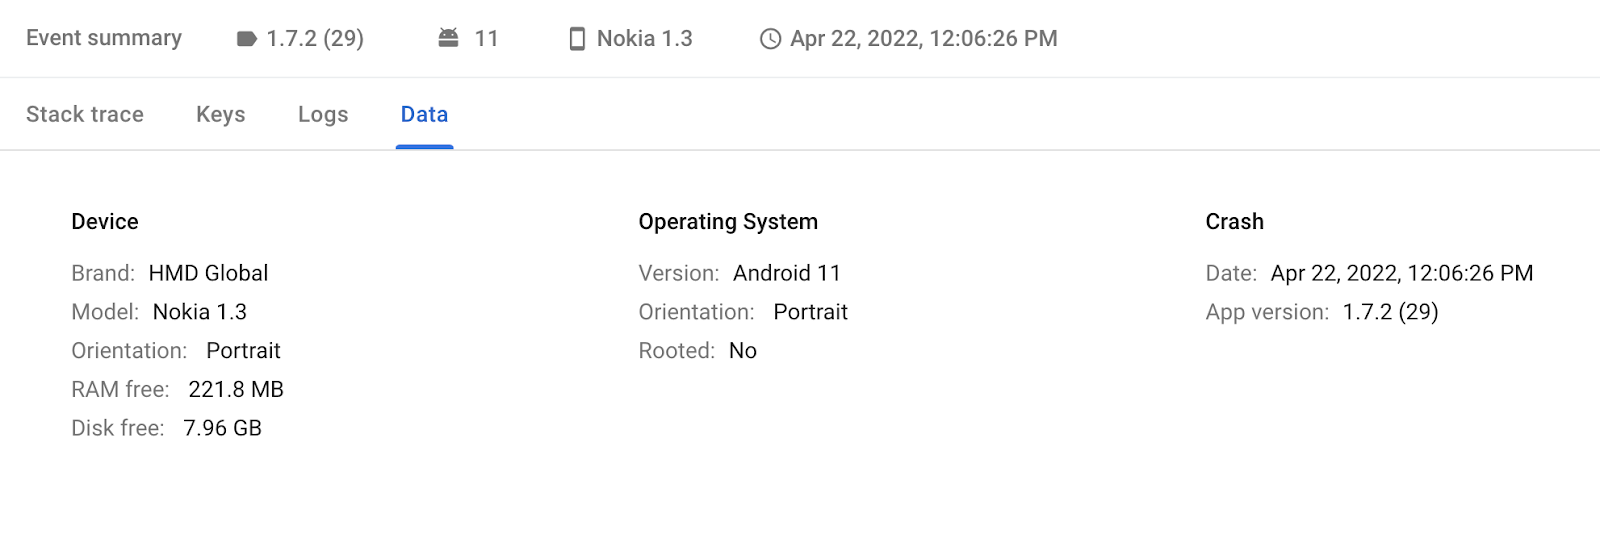 Event summary 1.7.2 (29) 11 Nokia 1.3 Apr 22, 2022, 12:06:26 PM
Stack trace Keys Logs Data
Device
Brand: HMD Global
Model: Nokia 1.3
Orientation: Portrait
RAM free: 221.8 MB
Disk free: 7.96 GB
Operating System
Version: Android 11
Orientation: Portrait
Rooted: No
Crash
Date: Apr 22, 2022, 12:06:26 PM
App version: 1.7.2 (29)